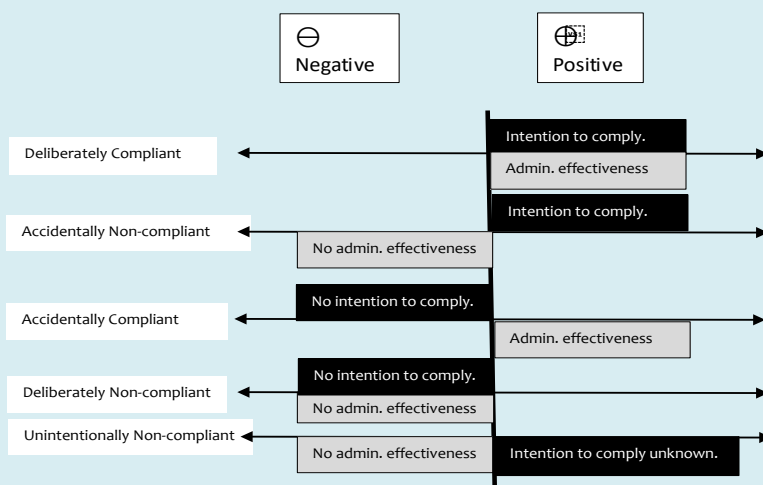 Negative
Positive
Intention to comply.
Deliberately Compliant
Admin. effectiveness
Intention to comply.
Accidentally Non-compliant
No admin. effectiveness
No intention to comply.
Accidentally Compliant
Admin. effectiveness
No intention to comply.
Deliberately Non-compliant
No admin. effectiveness
Unintentionally Non-compliant
No admin. effectiveness
Intention to comply unknown.